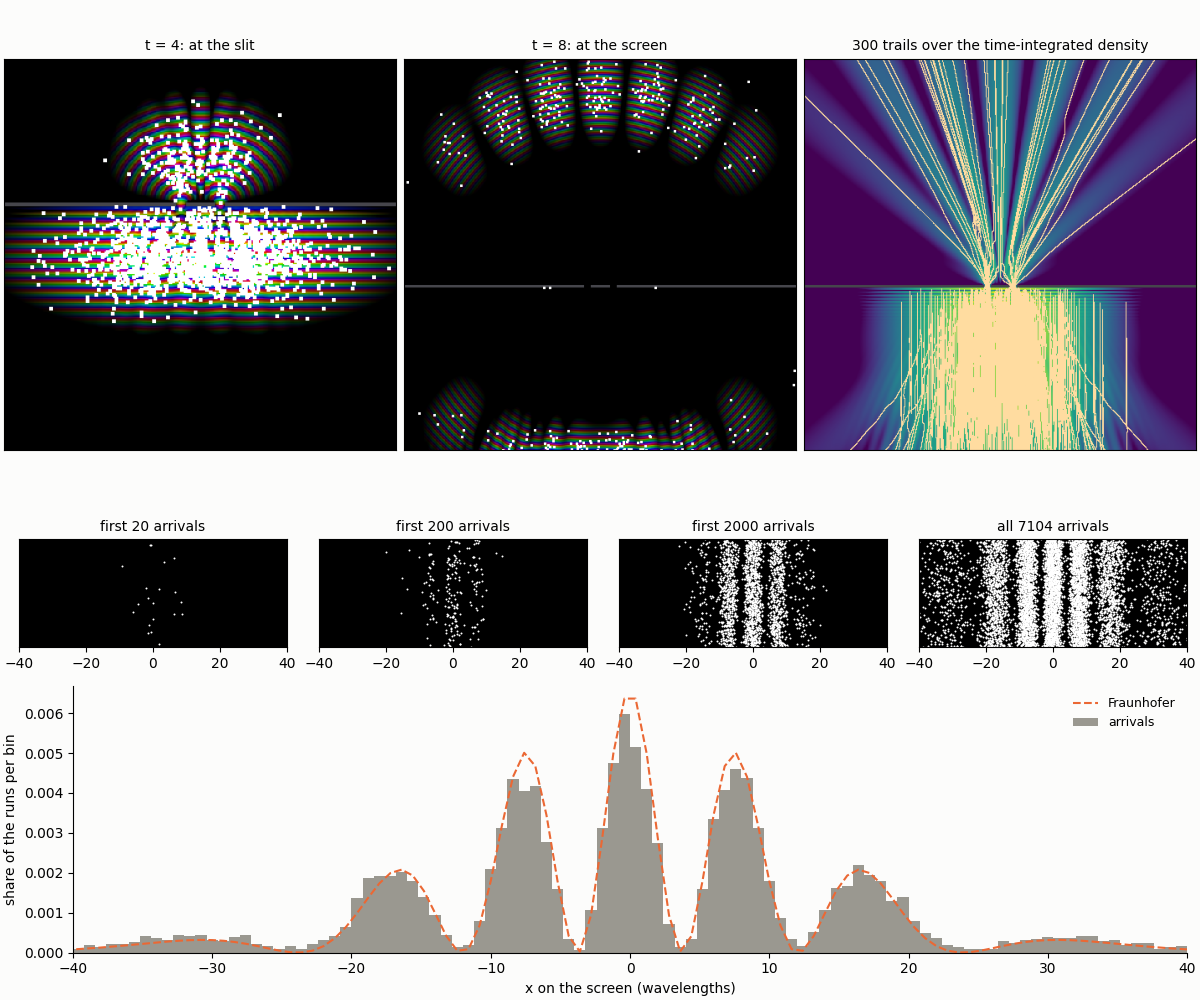 t = 4: at the slit
t = 8: at the screen
300 trails over the time-integrated density
first 20 arrivals
first 200 arrivals
first 2000 arrivals
all 7104 arrivals
−40 −20 0 20 40
−40 −20 0 20 40
−40 −20 0 20 40
−40 −20 0 20 40
share of the runs per bin
0.006
0.005
0.004
0.003
0.002
0.001
0.000
Fraunhofer
arrivals
−40 −30 −20 −10 0 10 20 30 40
x on the screen (wavelengths)